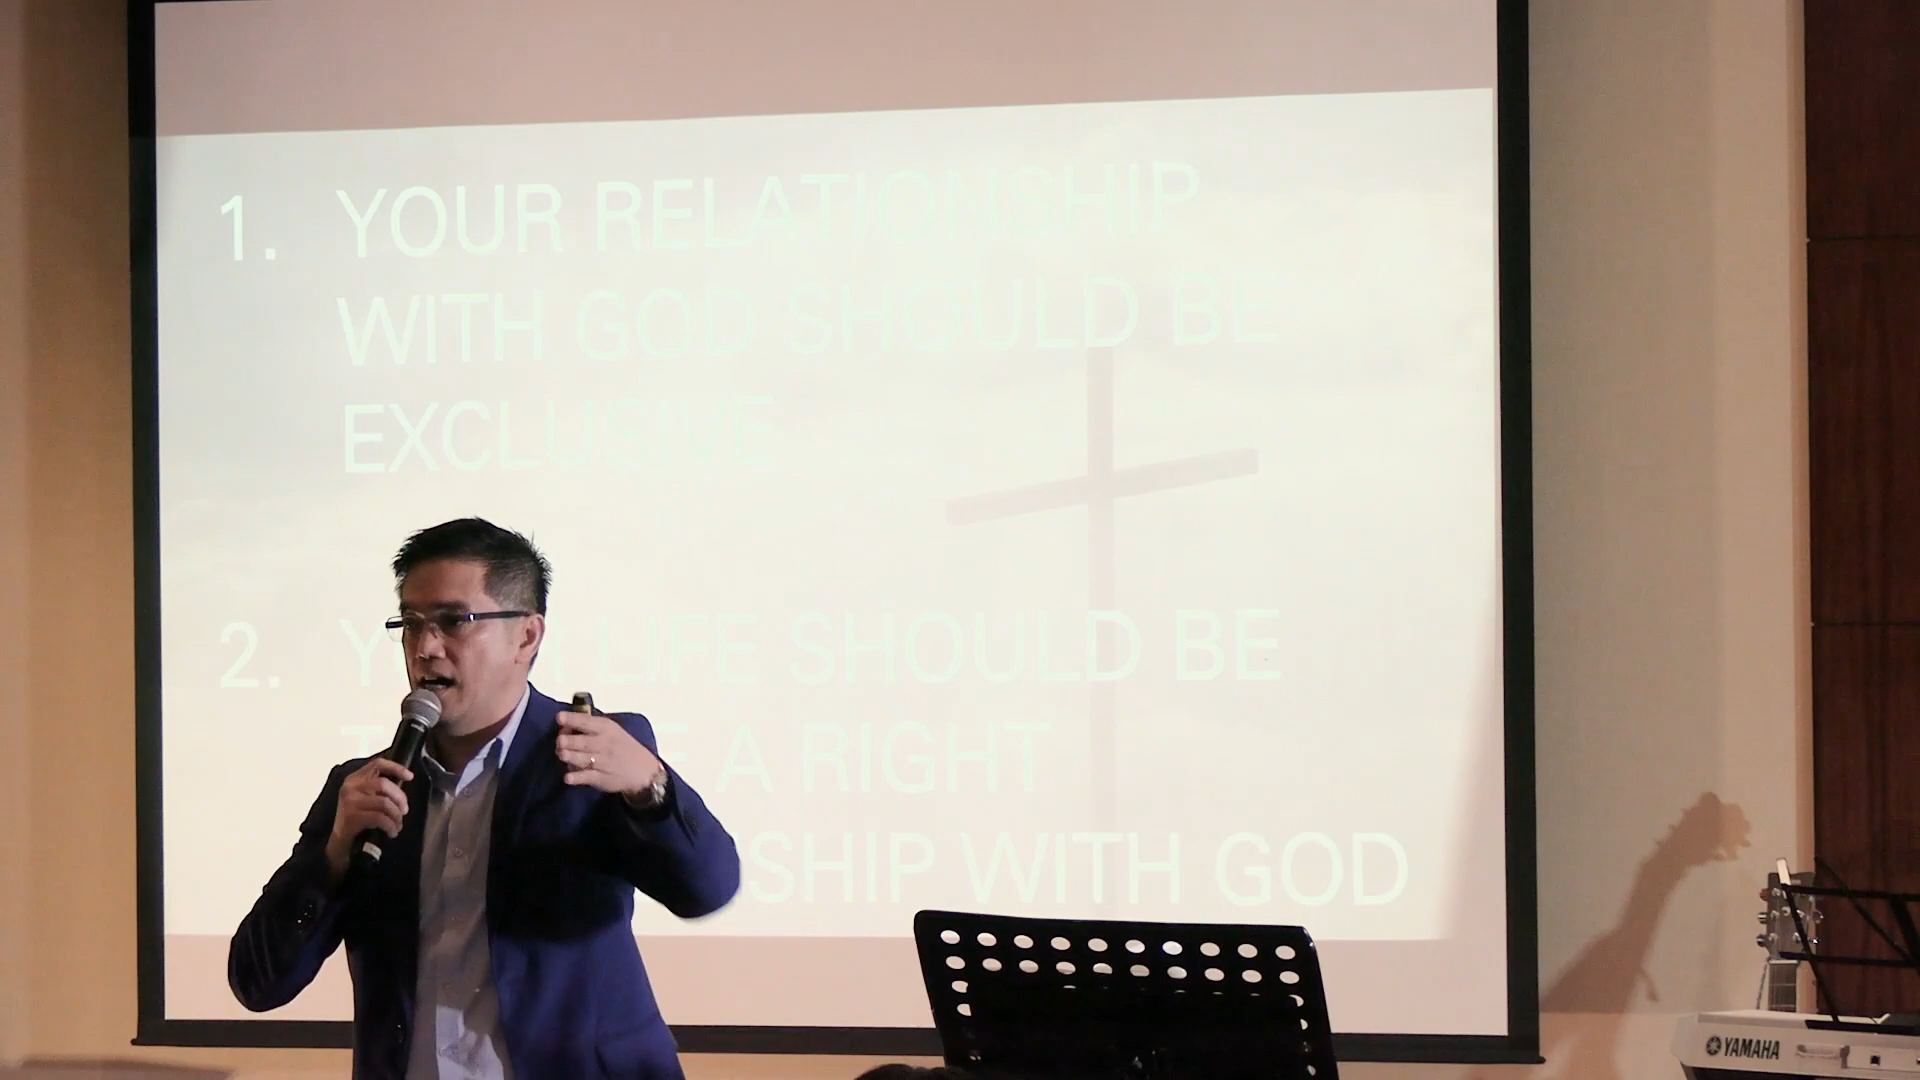 1. YOUR RELATIONSHIP
WITH GOD SHOULD BE
EXCLUSIVE
2. LIFE SHOULD BE
A RIGHT
SHIP WITH GOD
YAMAHA